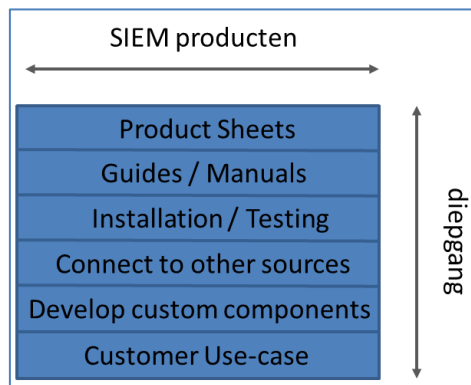 SIEM producten
Product Sheets
Guides / Manuals
Installation / Testing
Connect to other sources
Develop custom components
Customer Use-case
diepgang